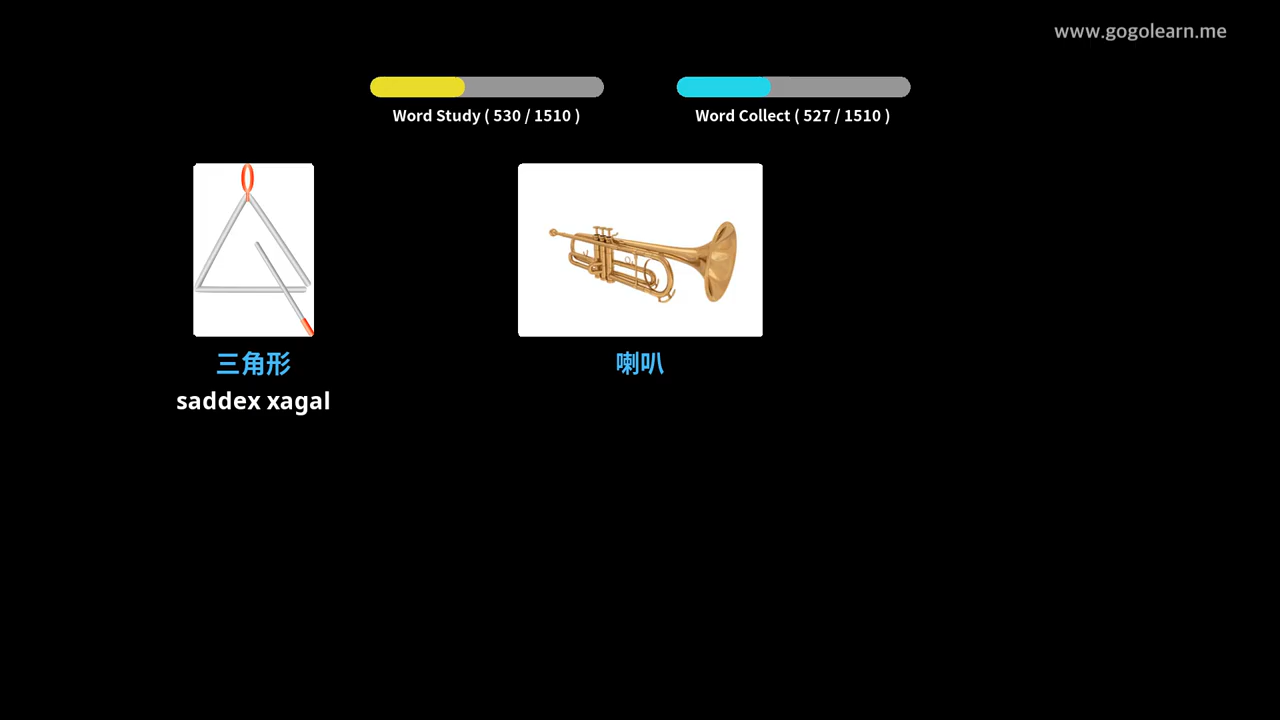 www.gogolearn.me
Word Study ( 530 / 1510 )
Word Collect ( 527 / 1510 )
三角形
喇叭
saddex xagal